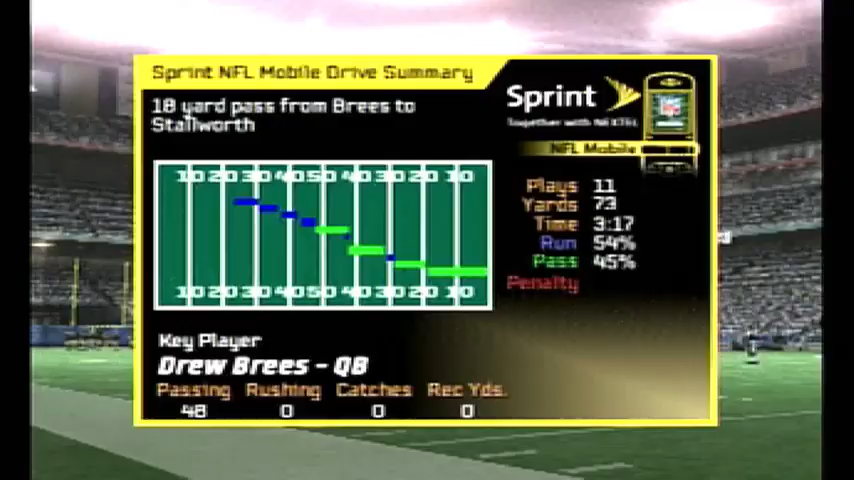 Sprint NFL Mobile Drive Summary
18 yard pass from Brees to
Stallworth
Sprint
Together with NEXTEL
NFL Mobile
10 20 30 40 50 40 30 20 10
10 20 30 40 50 40 30 20 10
Plays 11
Yards 73
Time 3:17
Run 54%
Pass 45%
Penalty
Key Player
Drew Brees - QB
Passing Rushing Catches Rec Yds.
48 0 0 0